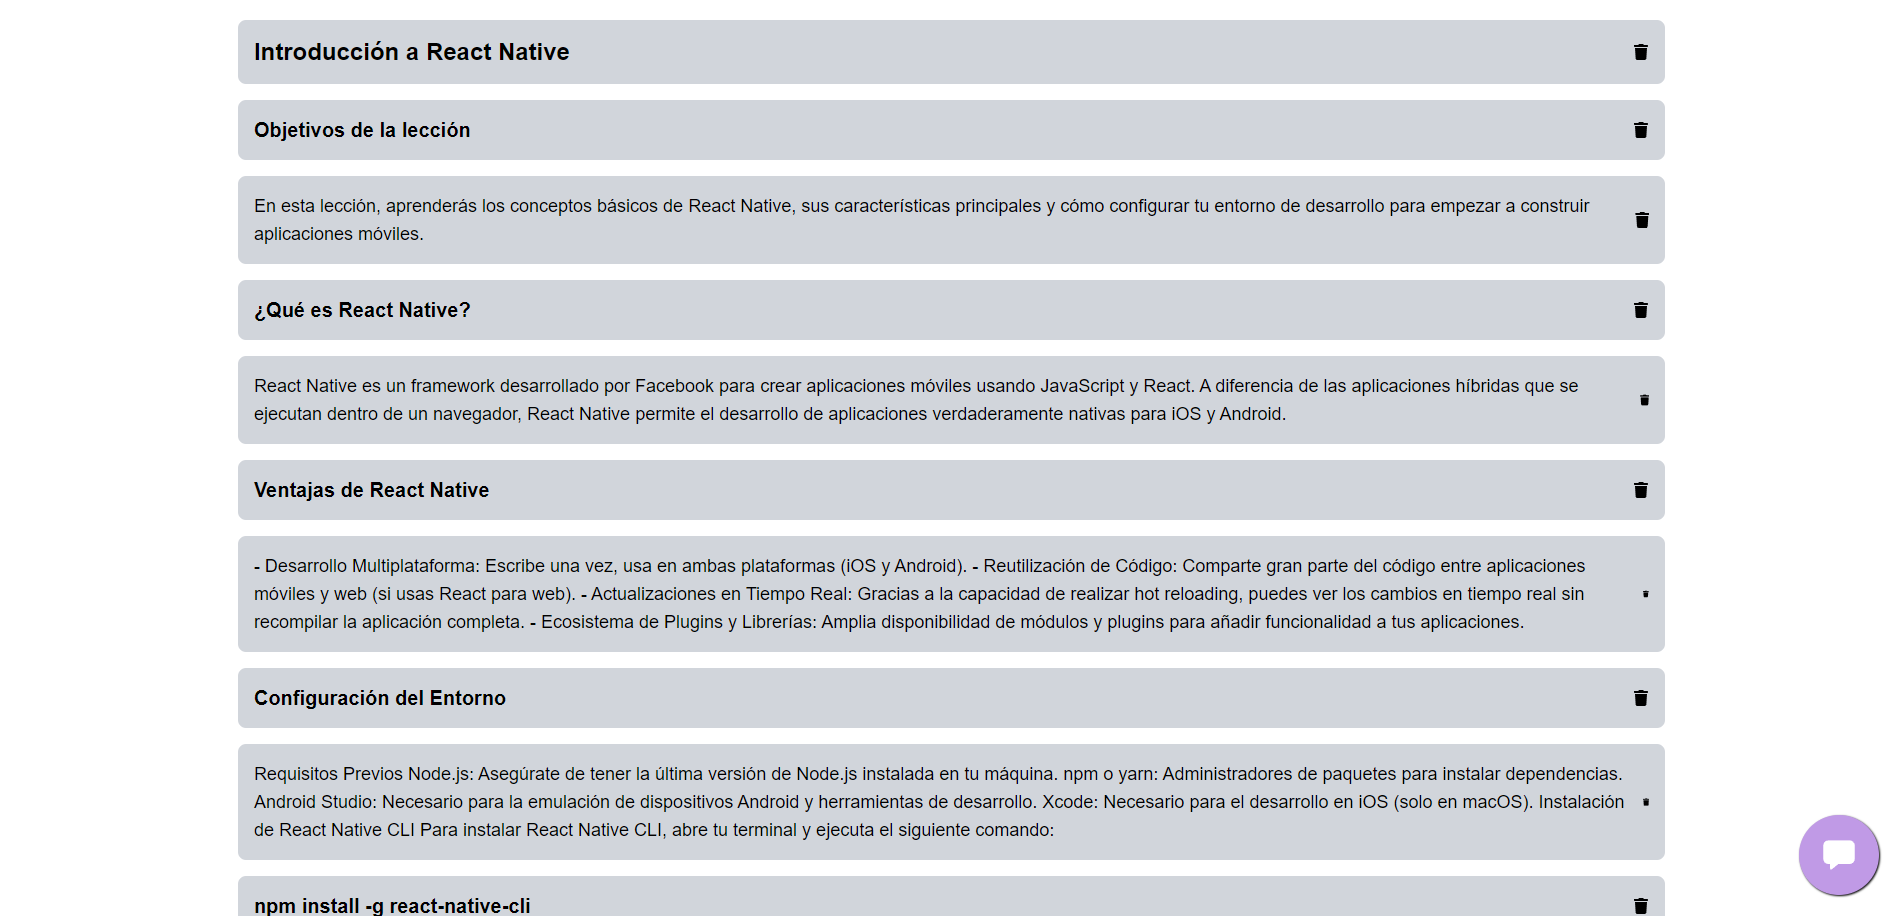 Introducción a React Native
Objetivos de la lección
En esta lección, aprenderás los conceptos básicos de React Native, sus características principales y cómo configurar tu entorno de desarrollo para empezar a construir
aplicaciones móviles.
¿Qué es React Native?
React Native es un framework desarrollado por Facebook para crear aplicaciones móviles usando JavaScript y React. A diferencia de las aplicaciones híbridas que se
ejecutan dentro de un navegador, React Native permite el desarrollo de aplicaciones verdaderamente nativas para iOS y Android.
Ventajas de React Native
- Desarrollo Multiplataforma: Escribe una vez, usa en ambas plataformas (iOS y Android). - Reutilización de Código: Comparte gran parte del código entre aplicaciones
móviles y web (si usas React para web). - Actualizaciones en Tiempo Real: Gracias a la capacidad de realizar hot reloading, puedes ver los cambios en tiempo real sin
recompilar la aplicación completa. - Ecosistema de Plugins y Librerías: Amplia disponibilidad de módulos y plugins para añadir funcionalidad a tus aplicaciones.
Configuración del Entorno
Requisitos Previos Node.js: Asegúrate de tener la última versión de Node.js instalada en tu máquina. npm o yarn: Administradores de paquetes para instalar dependencias.
Android Studio: Necesario para la emulación de dispositivos Android y herramientas de desarrollo. Xcode: Necesario para el desarrollo en iOS (solo en macOS). Instalación
de React Native CLI Para instalar React Native CLI, abre tu terminal y ejecuta el siguiente comando:
npm install -g react-native-cli